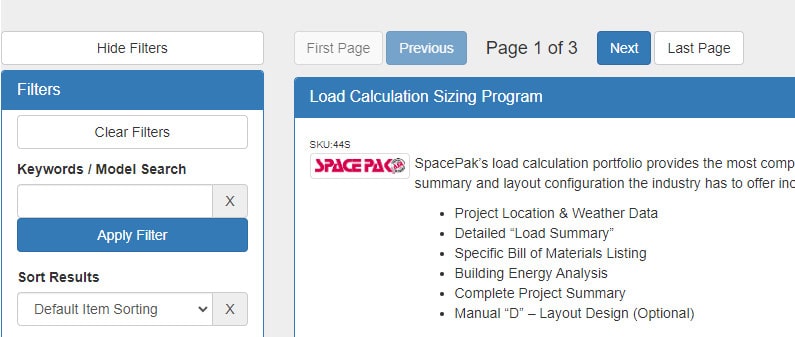 Hide Filters
Filters
Clear Filters
Keywords / Model Search
X
Apply Filter
Sort Results
Default Item Sorting
X
First Page
Previous
Page 1 of 3
Next
Last Page
Load Calculation Sizing Program
SKU:44S
SPACE PAK
SpacePak’s load calculation portfolio provides the most comp
summary and layout configuration the industry has to offer inc
• Project Location & Weather Data
• Detailed “Load Summary”
• Specific Bill of Materials Listing
• Building Energy Analysis
• Complete Project Summary
• Manual “D” – Layout Design (Optional)